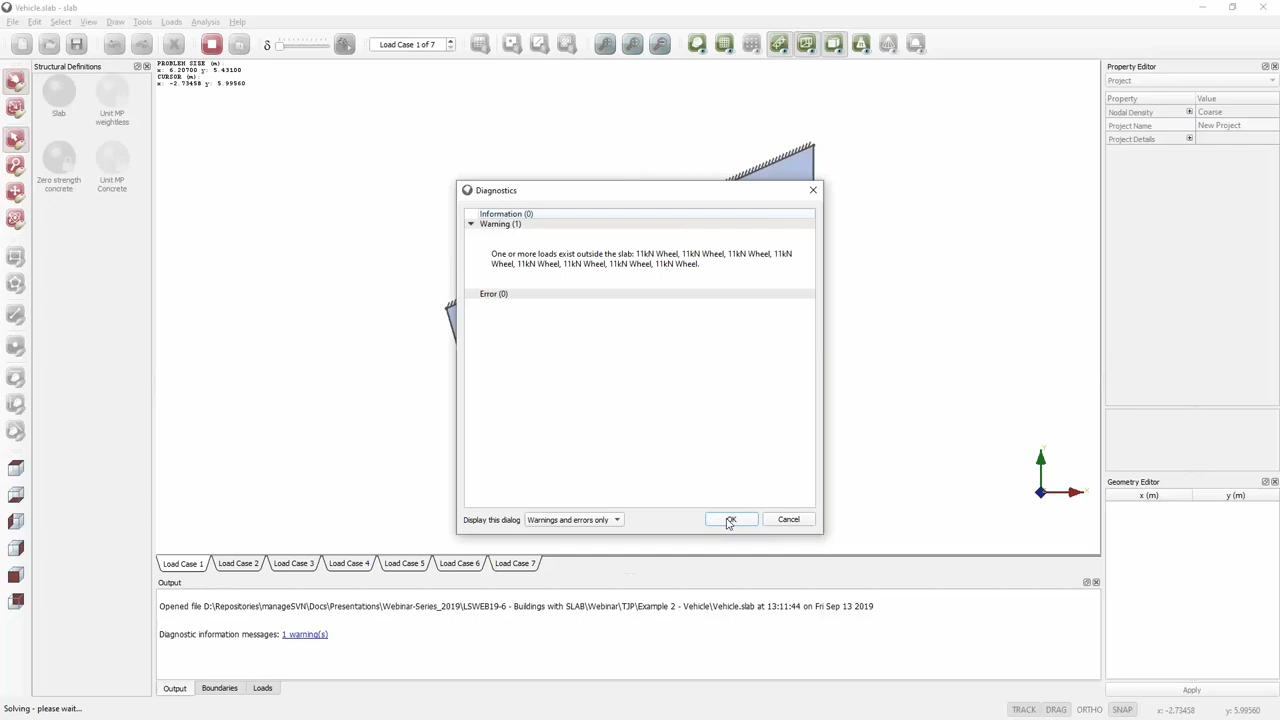 Vehicle.slab - slab
File Edit Select View Draw Tools Loads Analysis Help
δ
Load Case 1 of 7
Structural Definitions
Slab
Unit MP weightless
Zero strength concrete
Unit MP Concrete
PROBLEM SIZE (m):
x: 6.20700 y: 5.43100
CURSOR (m):
x: -2.73458 y: 5.99560
Diagnostics
Information (0)
Warning (1)
One or more loads exist outside the slab: 11kN Wheel, 11kN Wheel, 11kN Wheel, 11kN
Wheel, 11kN Wheel, 11kN Wheel, 11kN Wheel, 11kN Wheel.
Error (0)
Display this dialog Warnings and errors only OK Cancel
Property Editor
Project
Property Value
Nodal Density Coarse
Project Name New Project
Project Details
Geometry Editor
x (m) y (m)
Apply
Load Case 1 Load Case 2 Load Case 3 Load Case 4 Load Case 5 Load Case 6 Load Case 7
Output
Opened file D:\Repositories\manageSVN\Docs\Presentations\Webinar-Series_2019\LSWEB19-6 - Buildings with SLAB\Webinar\TJP\Example 2 - Vehicle\Vehicle.slab at 13:11:44 on Fri Sep 13 2019
Diagnostic information messages: 1 warning(s)
Output Boundaries Loads
Solving - please wait...
TRACK DRAG ORTHO SNAP x: -2.73458 y: 5.99560